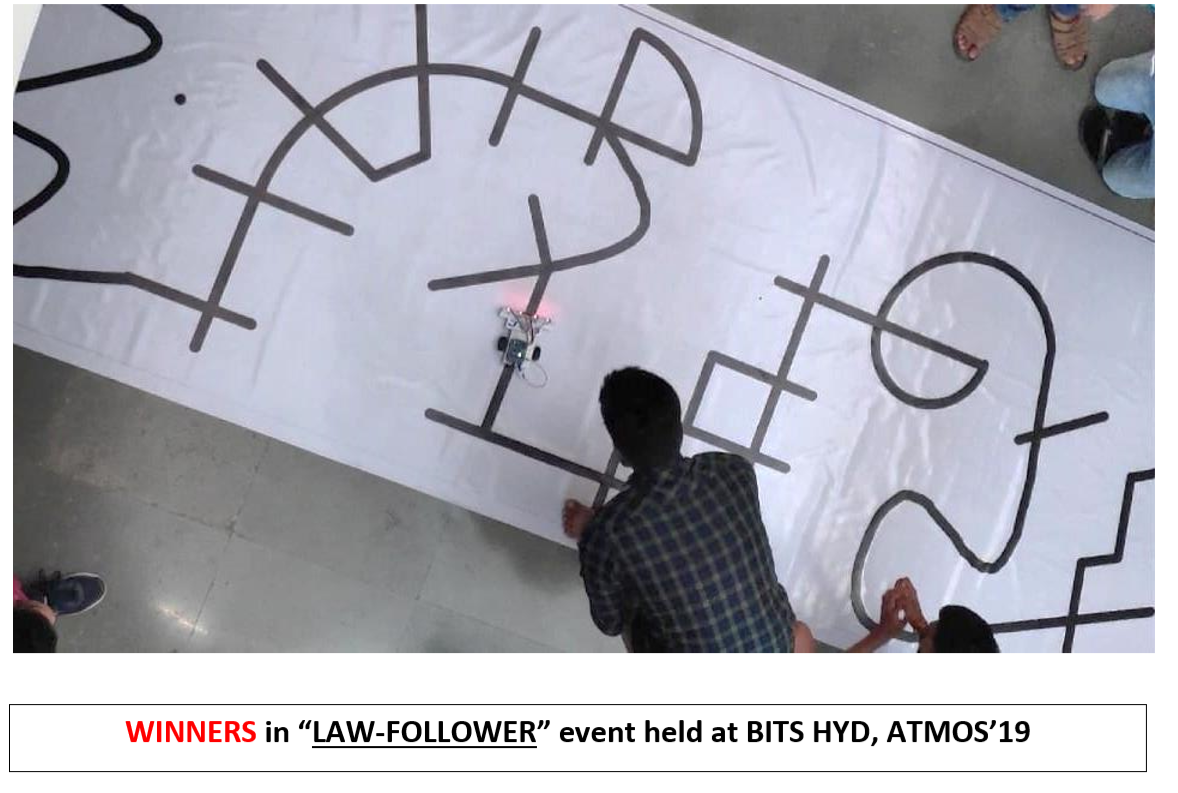 WINNERS in “LAW-FOLLOWER” event held at BITS HYD, ATMOS’19